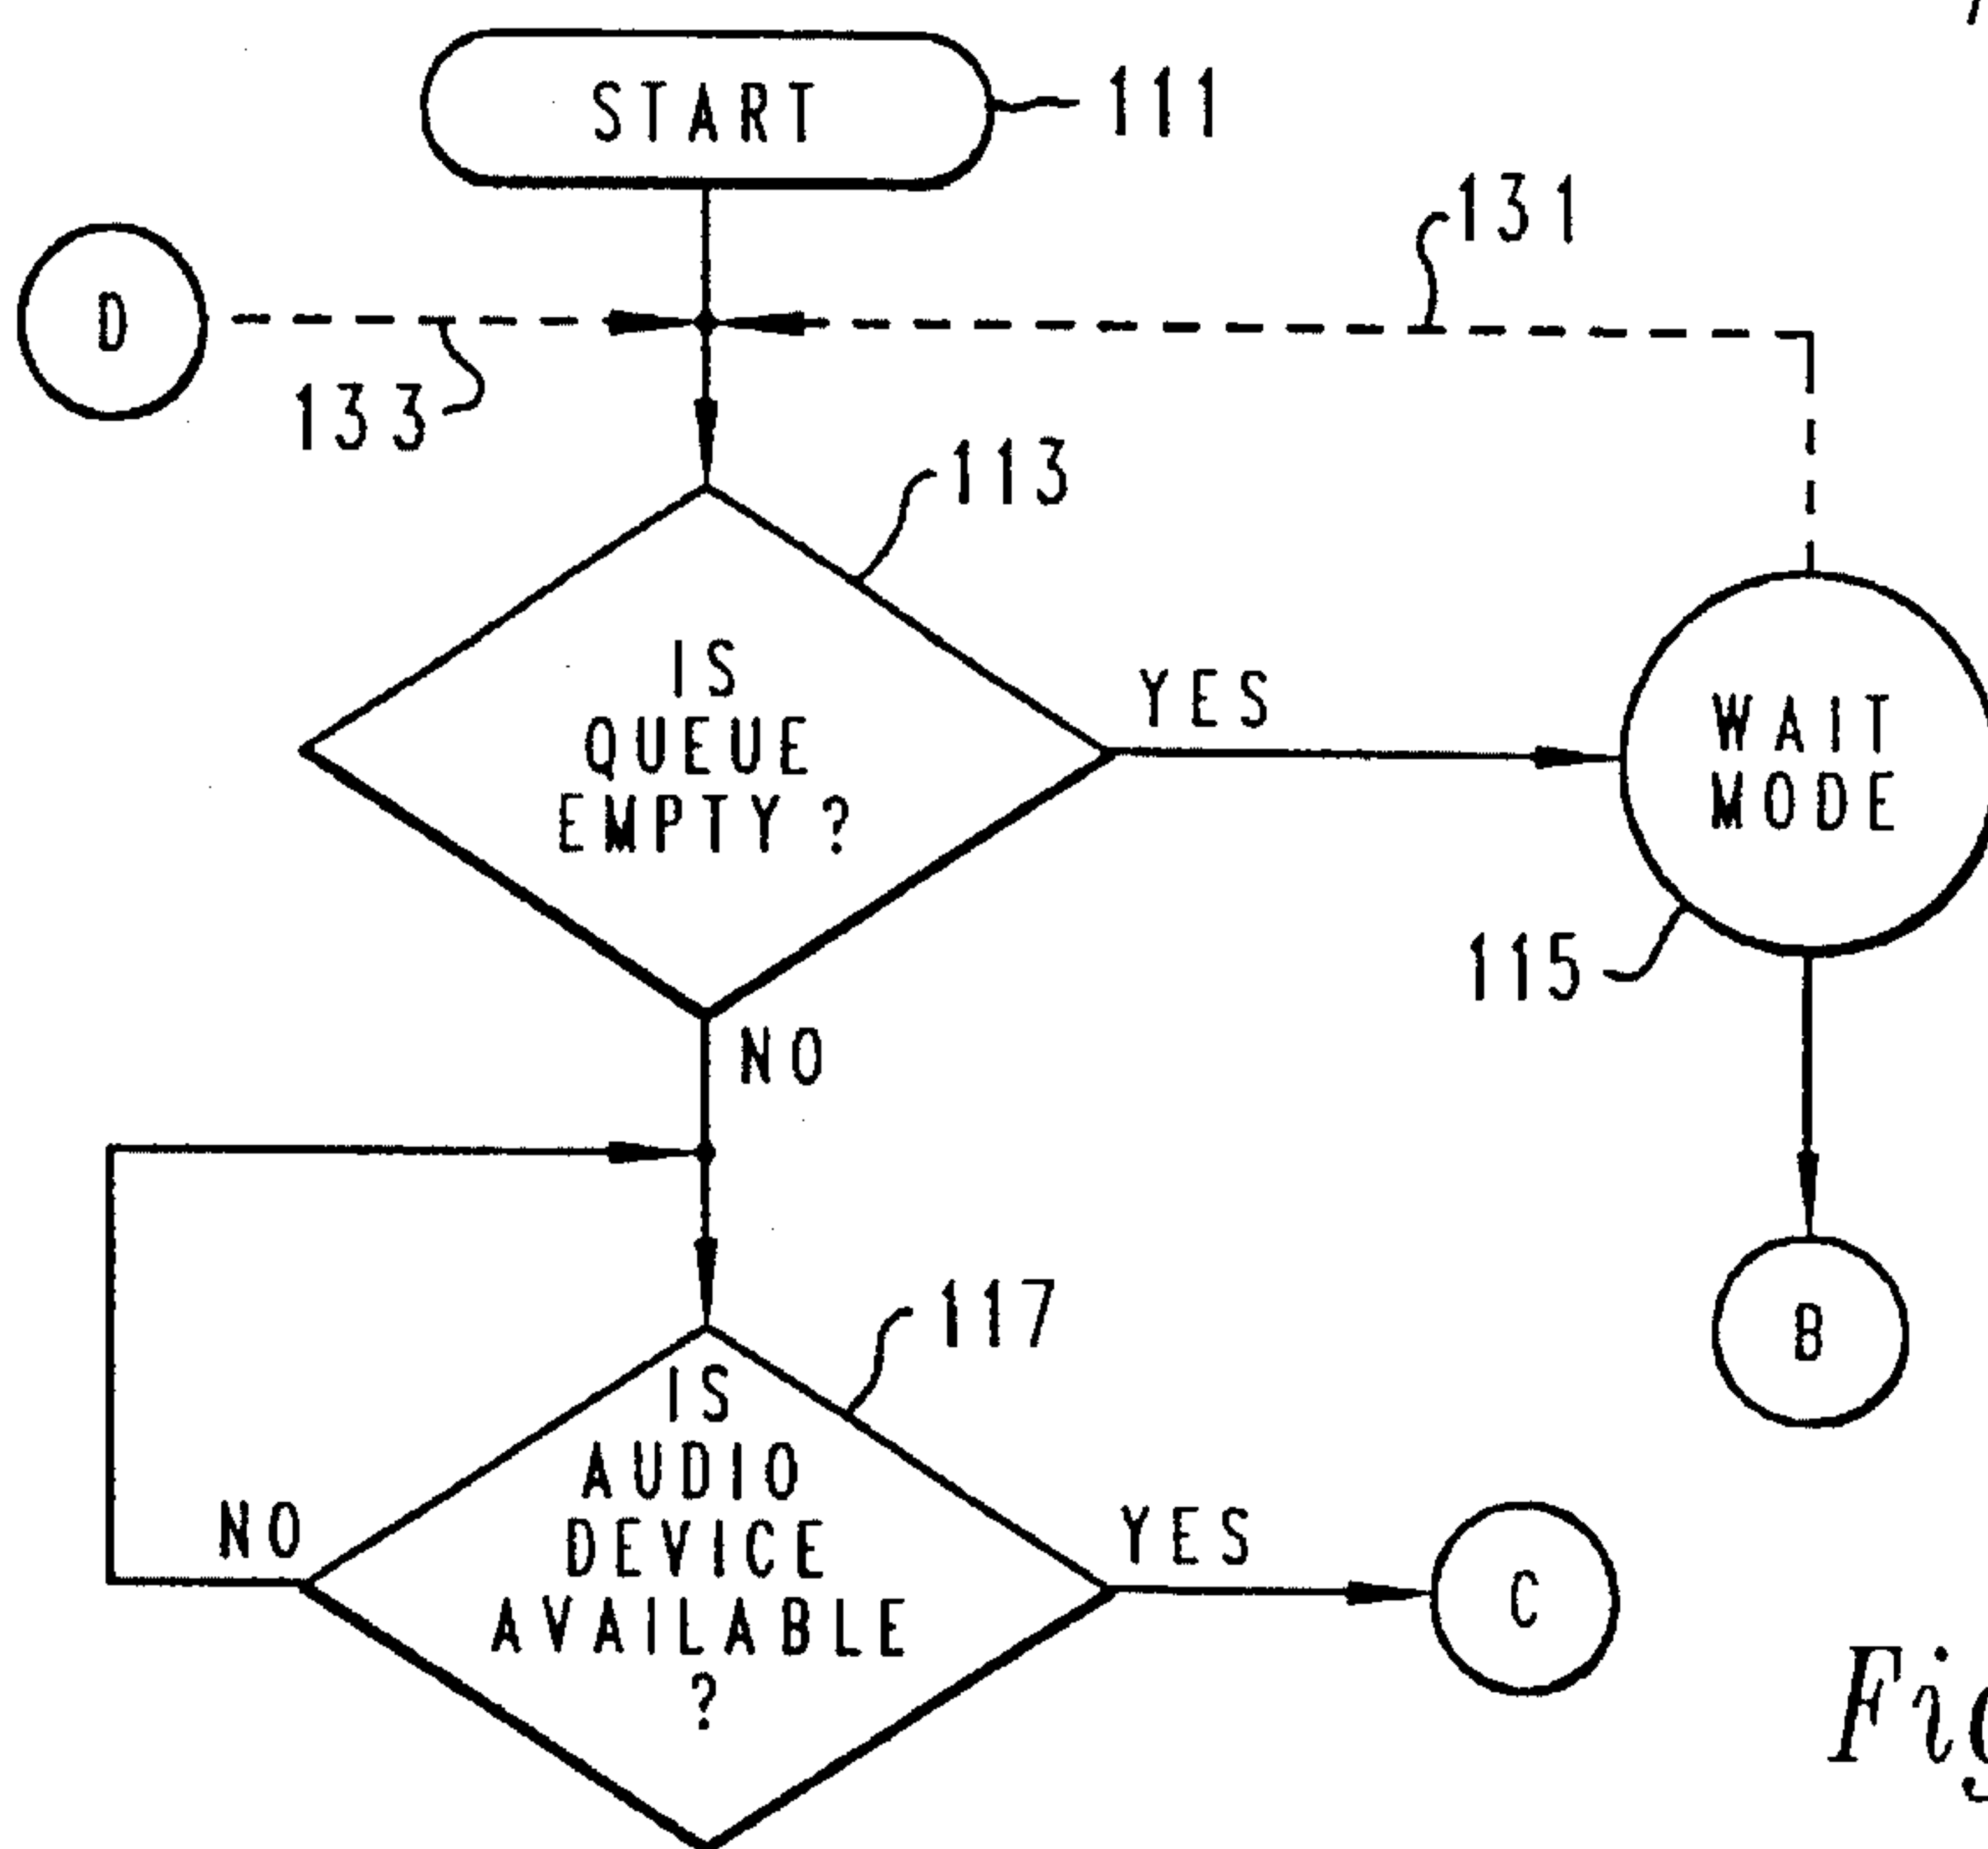 START
111
131
D
133
113
IS
QUEUE
EMPTY ?
YES
WAIT
MODE
115
NO
117
B
IS
AUDIO
DEVICE
AVAILABLE
?
NO
YES
C
Fig